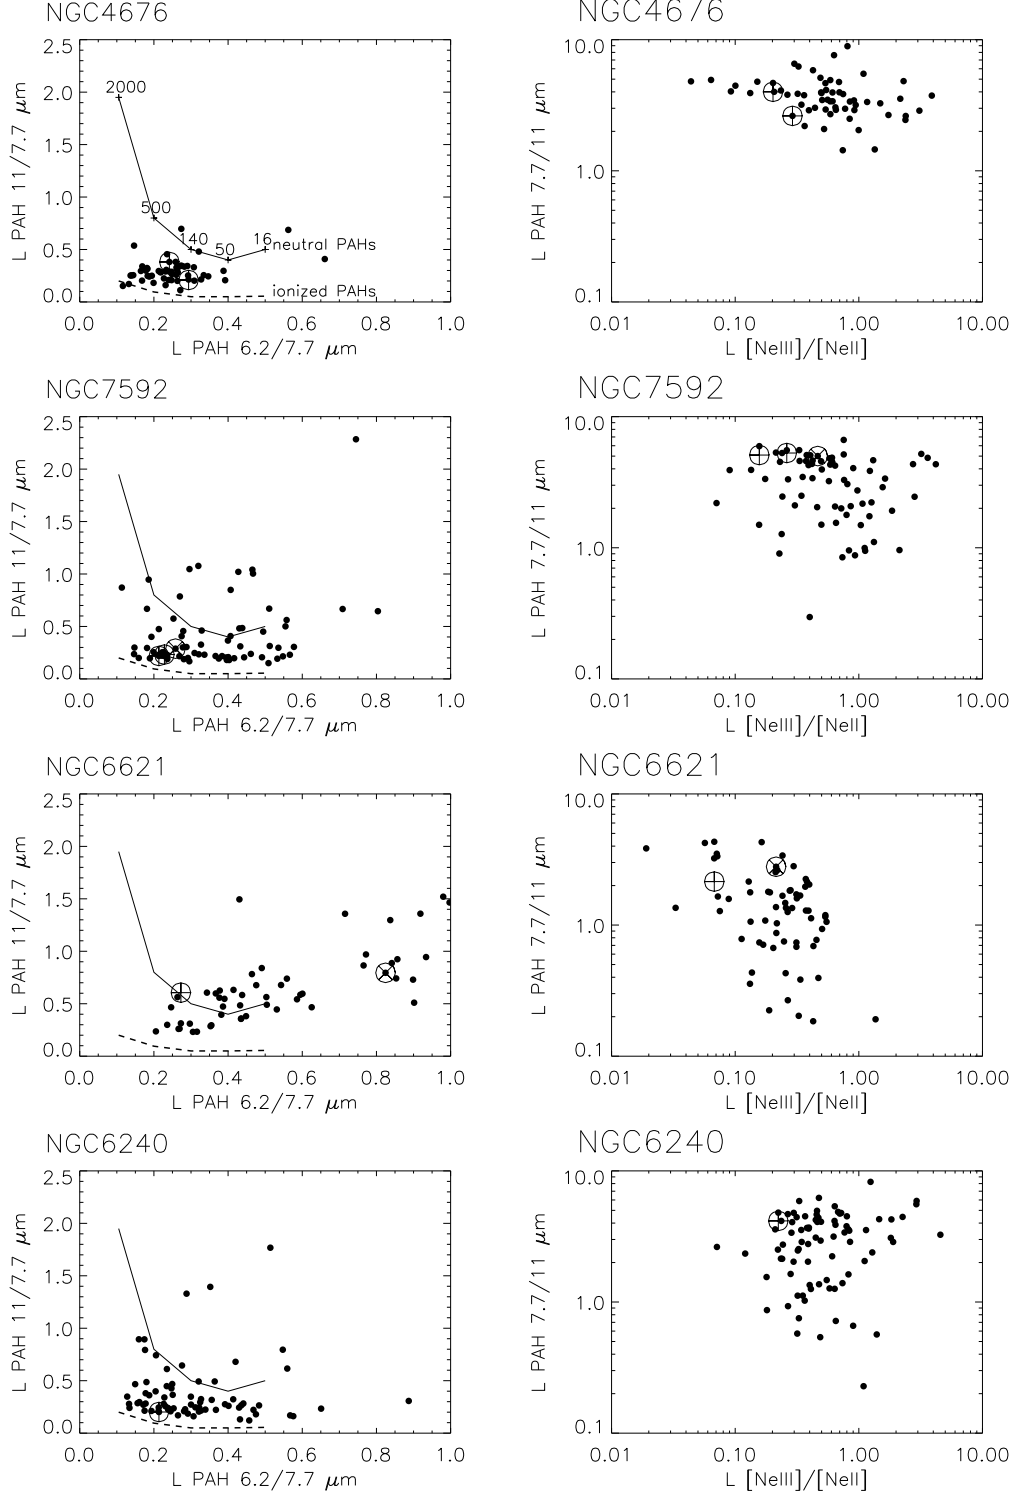 NGC4676
NGC4676
2.5
2.0
1.5
1.0
0.5
0.0
L PAH 11/7.7 μm
2000
500
140
50
16
neutral PAHs
ionized PAHs
0.0 0.2 0.4 0.6 0.8 1.0
L PAH 6.2/7.7 μm
10.0
1.0
0.1
L PAH 7.7/11 μm
0.01 0.10 1.00 10.00
L [NeIII]/[NeII]
NGC7592
NGC7592
2.5
2.0
1.5
1.0
0.5
0.0
L PAH 11/7.7 μm
0.0 0.2 0.4 0.6 0.8 1.0
L PAH 6.2/7.7 μm
10.0
1.0
0.1
L PAH 7.7/11 μm
0.01 0.10 1.00 10.00
L [NeIII]/[NeII]
NGC6621
NGC6621
2.5
2.0
1.5
1.0
0.5
0.0
L PAH 11/7.7 μm
0.0 0.2 0.4 0.6 0.8 1.0
L PAH 6.2/7.7 μm
10.0
1.0
0.1
L PAH 7.7/11 μm
0.01 0.10 1.00 10.00
L [NeIII]/[NeII]
NGC6240
NGC6240
2.5
2.0
1.5
1.0
0.5
0.0
L PAH 11/7.7 μm
0.0 0.2 0.4 0.6 0.8 1.0
L PAH 6.2/7.7 μm
10.0
1.0
0.1
L PAH 7.7/11 μm
0.01 0.10 1.00 10.00
L [NeIII]/[NeII]